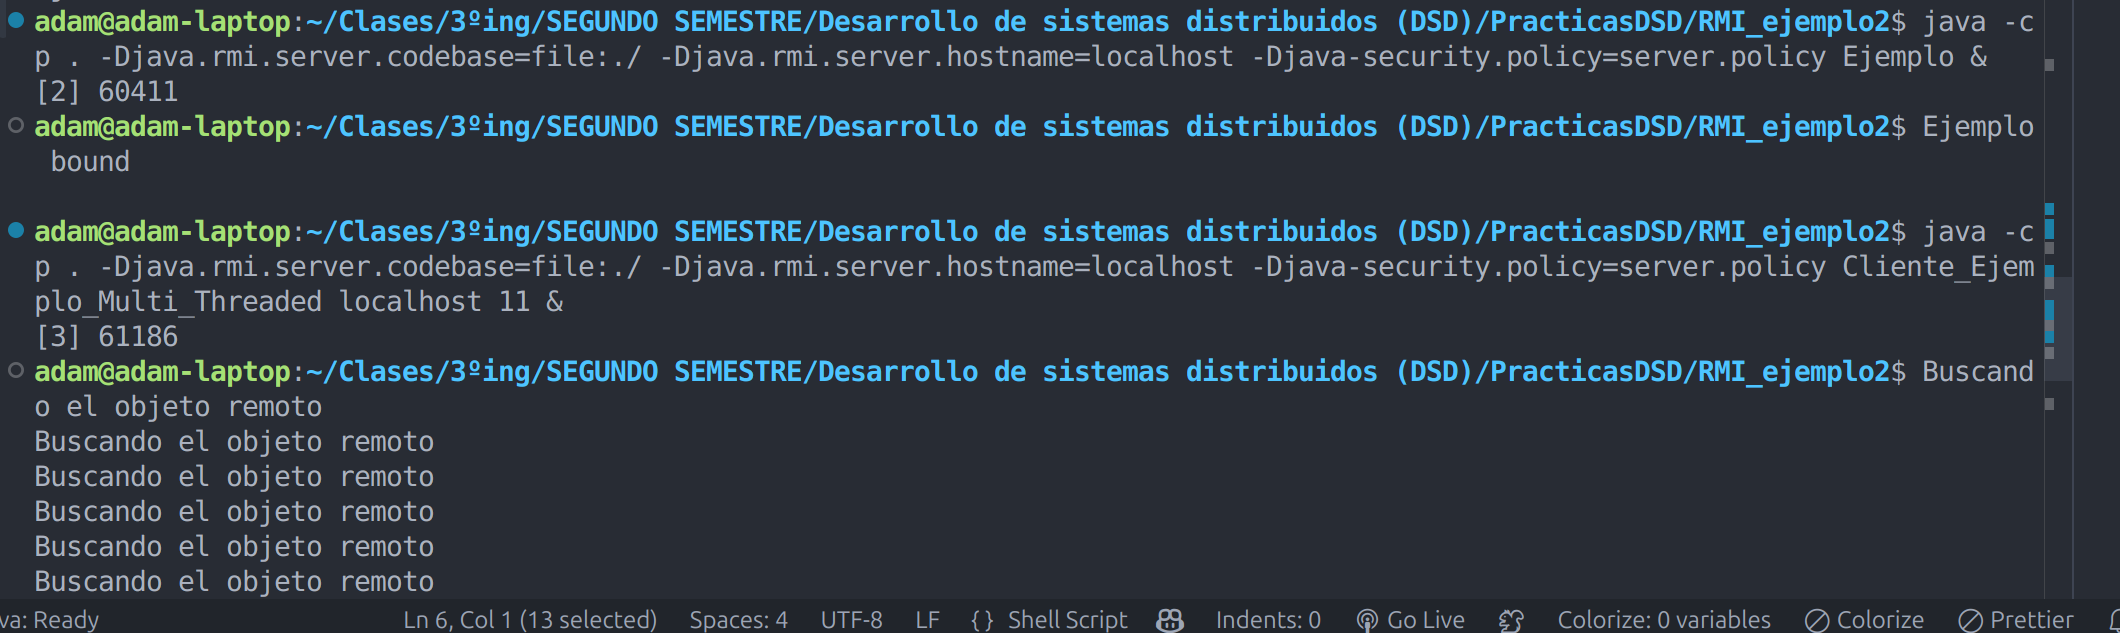 adam@adam-laptop:~/Clases/3ºing/SEGUNDO SEMESTRE/Desarrollo de sistemas distribuidos (DSD)/PracticasDSD/RMI_ejemplo2$ java -c
p . -Djava.rmi.server.codebase=file:./ -Djava.rmi.server.hostname=localhost -Djava-security.policy=server.policy Ejemplo &
[2] 60411
adam@adam-laptop:~/Clases/3ºing/SEGUNDO SEMESTRE/Desarrollo de sistemas distribuidos (DSD)/PracticasDSD/RMI_ejemplo2$ Ejemplo
bound
adam@adam-laptop:~/Clases/3ºing/SEGUNDO SEMESTRE/Desarrollo de sistemas distribuidos (DSD)/PracticasDSD/RMI_ejemplo2$ java -c
p . -Djava.rmi.server.codebase=file:./ -Djava.rmi.server.hostname=localhost -Djava-security.policy=server.policy Cliente_Ejem
plo_Multi_Threaded localhost 11 &
[3] 61186
adam@adam-laptop:~/Clases/3ºing/SEGUNDO SEMESTRE/Desarrollo de sistemas distribuidos (DSD)/PracticasDSD/RMI_ejemplo2$ Buscand
o el objeto remoto
Buscando el objeto remoto
Buscando el objeto remoto
Buscando el objeto remoto
Buscando el objeto remoto
Buscando el objeto remoto
va: Ready Ln 6, Col 1 (13 selected) Spaces: 4 UTF-8 LF {} Shell Script Indents: 0 Go Live Colorize: 0 variables Colorize Prettier